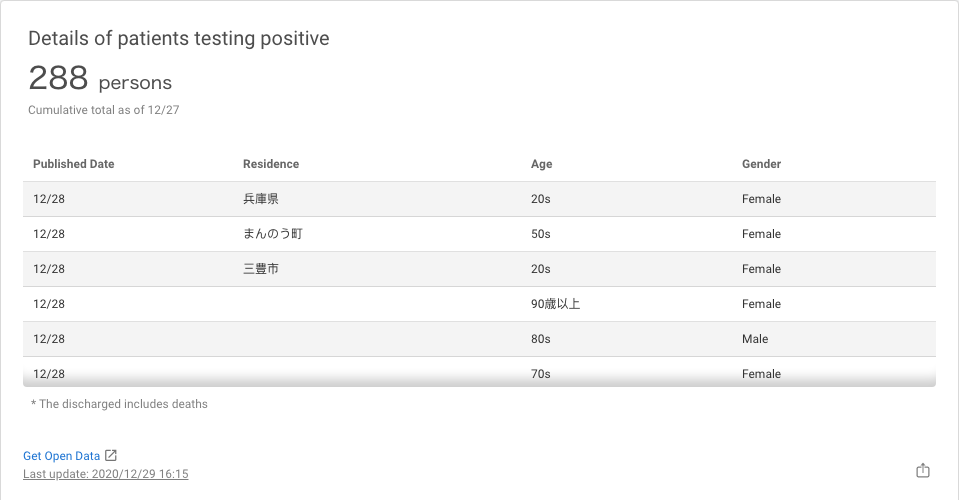 Details of patients testing positive
288 persons
Cumulative total as of 12/27
Published Date Residence Age Gender
12/28 兵庫県 20s Female
12/28 まんのう町 50s Female
12/28 三豊市 20s Female
12/28 90歳以上 Female
12/28 80s Male
12/28 70s Female
* The discharged includes deaths
Get Open Data
Last update: 2020/12/29 16:15